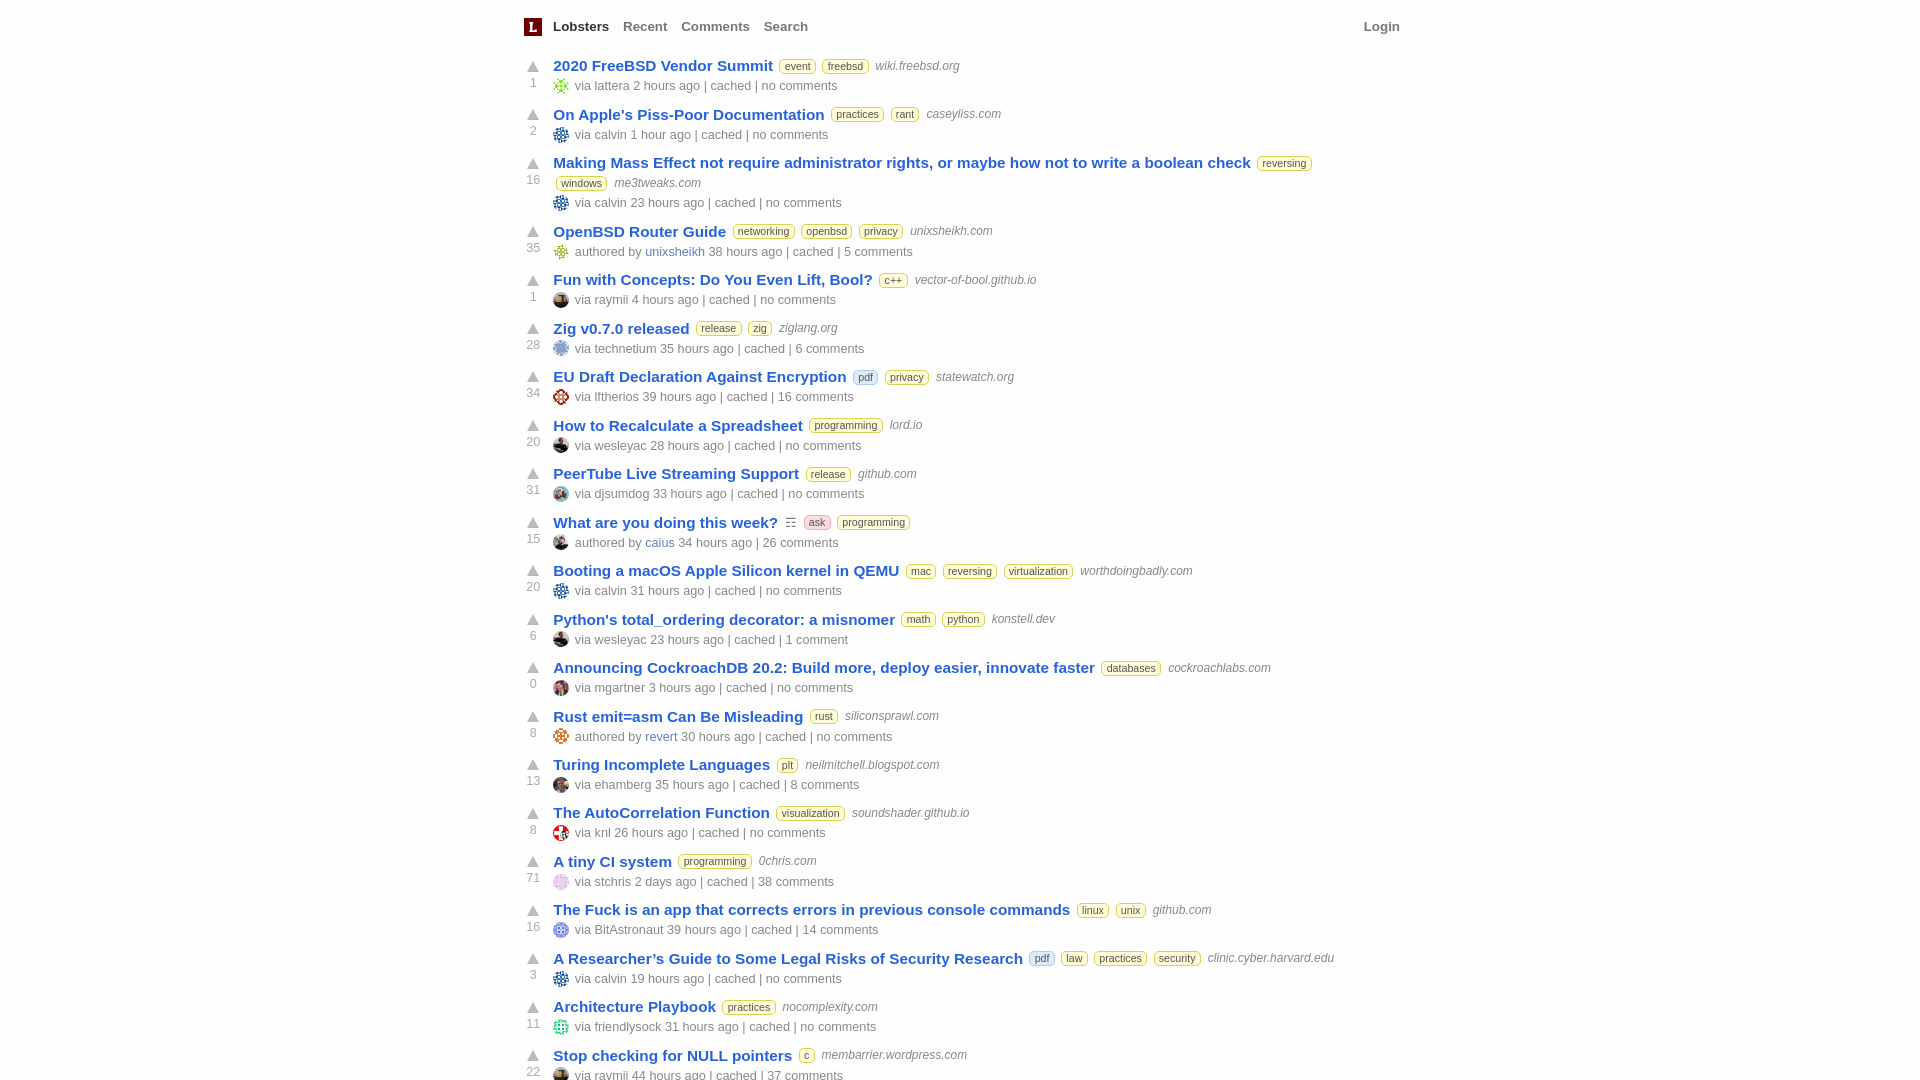 L Lobsters Recent Comments Search Login
2020 FreeBSD Vendor Summit event freebsd wiki.freebsd.org
1
via lattera 2 hours ago | cached | no comments
On Apple's Piss-Poor Documentation practices rant caseyliss.com
2
via calvin 1 hour ago | cached | no comments
Making Mass Effect not require administrator rights, or maybe how not to write a boolean check reversing
16
windows me3tweaks.com
via calvin 23 hours ago | cached | no comments
OpenBSD Router Guide networking openbsd privacy unixsheikh.com
35
authored by unixsheikh 38 hours ago | cached | 5 comments
Fun with Concepts: Do You Even Lift, Bool? c++ vector-of-bool.github.io
1
via raymii 4 hours ago | cached | no comments
Zig v0.7.0 released release zig ziglang.org
28
via technetium 35 hours ago | cached | 6 comments
EU Draft Declaration Against Encryption pdf privacy statewatch.org
34
via lftherios 39 hours ago | cached | 16 comments
How to Recalculate a Spreadsheet programming lord.io
20
via wesleyac 28 hours ago | cached | no comments
PeerTube Live Streaming Support release github.com
31
via djsumdog 33 hours ago | cached | no comments
What are you doing this week? ☶ ask programming
15
authored by caius 34 hours ago | 26 comments
Booting a macOS Apple Silicon kernel in QEMU mac reversing virtualization worthdoingbadly.com
20
via calvin 31 hours ago | cached | no comments
Python's total_ordering decorator: a misnomer math python konstell.dev
6
via wesleyac 23 hours ago | cached | 1 comment
Announcing CockroachDB 20.2: Build more, deploy easier, innovate faster databases cockroachlabs.com
0
via mgartner 3 hours ago | cached | no comments
Rust emit=asm Can Be Misleading rust siliconsprawl.com
8
authored by revert 30 hours ago | cached | no comments
Turing Incomplete Languages plt neilmitchell.blogspot.com
13
via ehamberg 35 hours ago | cached | 8 comments
The AutoCorrelation Function visualization soundshader.github.io
8
via knl 26 hours ago | cached | no comments
A tiny CI system programming 0chris.com
71
via stchris 2 days ago | cached | 38 comments
The Fuck is an app that corrects errors in previous console commands linux unix github.com
16
via BitAstronaut 39 hours ago | cached | 14 comments
A Researcher’s Guide to Some Legal Risks of Security Research pdf law practices security clinic.cyber.harvard.edu
3
via calvin 19 hours ago | cached | no comments
Architecture Playbook practices nocomplexity.com
11
via friendlysock 31 hours ago | cached | no comments
Stop checking for NULL pointers c membarrier.wordpress.com
22
via raymii 44 hours ago | cached | 37 comments